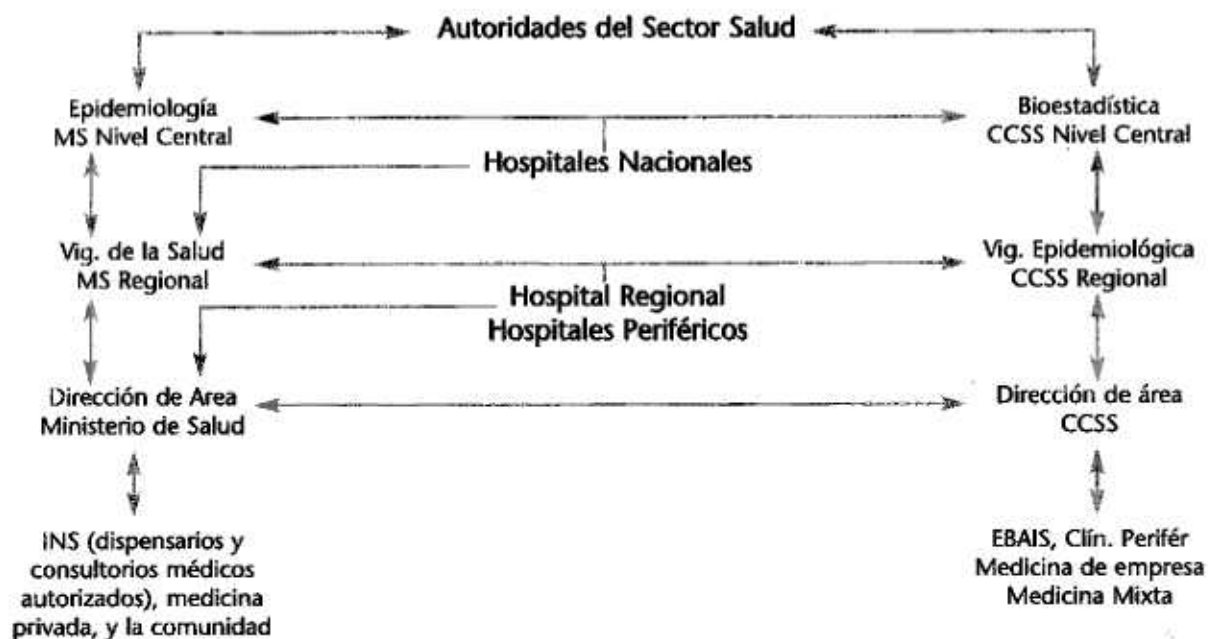 Autoridades del Sector Salud
Epidemiología
MS Nivel Central
Bioestadística
CCSS Nivel Central
Hospitales Nacionales
Vig. de la Salud
MS Regional
Vig. Epidemiológica
CCSS Regional
Hospital Regional
Hospitales Periféricos
Dirección de Area
Ministerio de Salud
Dirección de área
CCSS
INS (dispensarios y
consultorios médicos
autorizados), medicina
privada, y la comunidad
EBAIS, Clín. Perifér
Medicina de empresa
Medicina Mixta